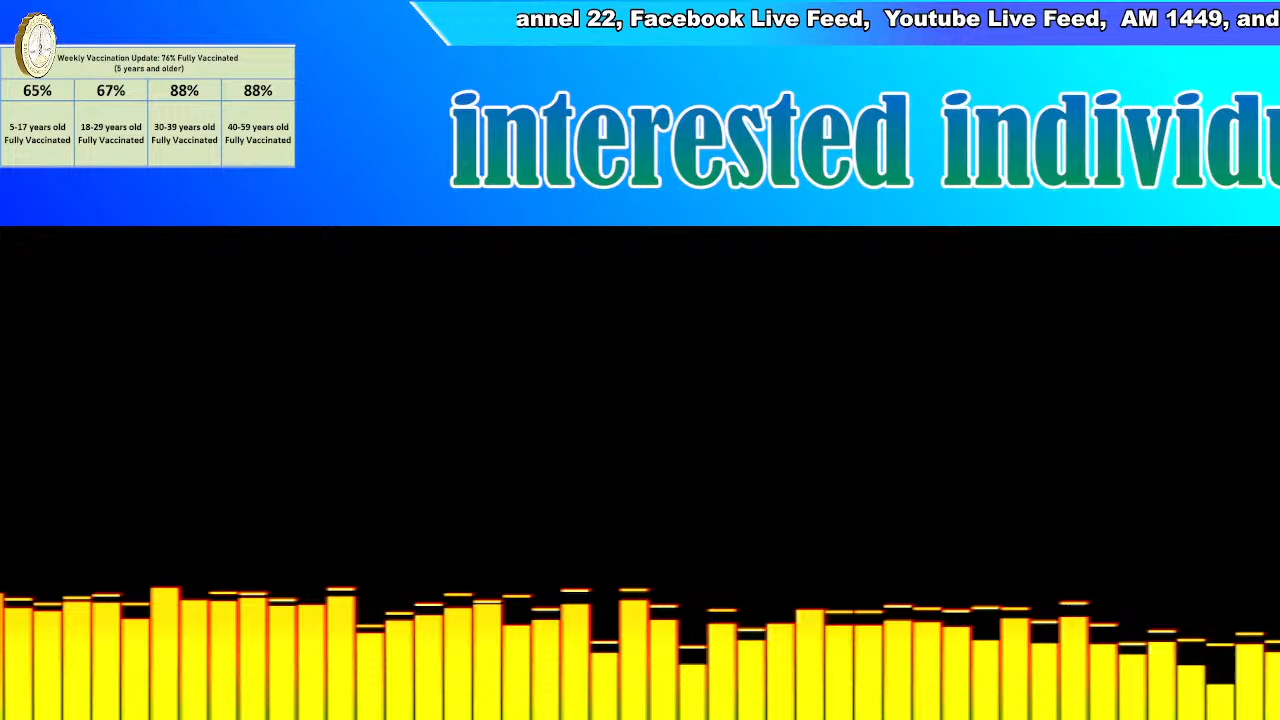 annel 22, Facebook Live Feed, Youtube Live Feed, AM 1449, and
Weekly Vaccination Update: 76% Fully Vaccinated
(5 years and older)
65% 67% 88% 88%
5-17 years old 18-29 years old 30-39 years old 40-59 years old
Fully Vaccinated Fully Vaccinated Fully Vaccinated Fully Vaccinated
interested individu